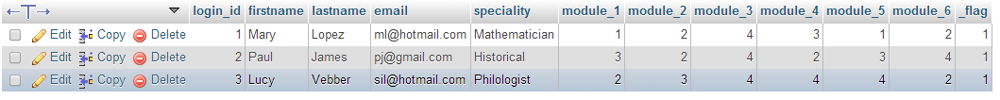 login_id firstname lastname email speciality module_1 module_2 module_3 module_4 module_5 module_6 _flag
Edit Copy Delete 1 Mary Lopez ml@hotmail.com Mathematician 1 2 4 3 1 2 1
Edit Copy Delete 2 Paul James pj@gmail.com Historical 3 2 4 2 3 4 1
Edit Copy Delete 3 Lucy Vebber sil@hotmail.com Philologist 2 3 4 4 4 2 1